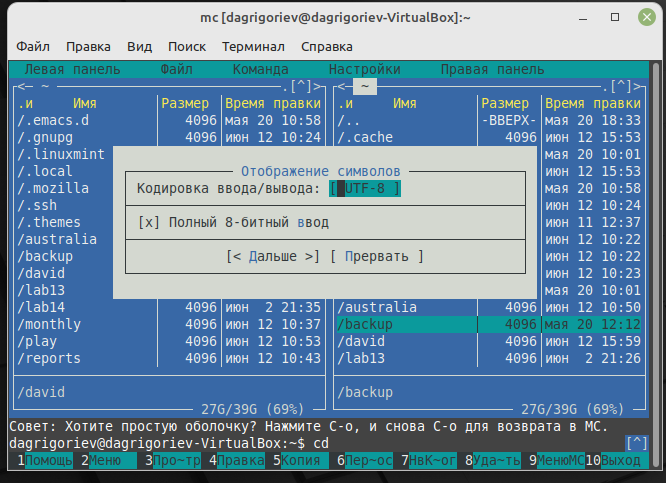 mc [dagrigoriev@dagrigoriev-VirtualBox]:~
Файл Правка Вид Поиск Терминал Справка
Левая панель Файл Команда Настройки Правая панель
<— ~ .[^]> <— ~ .[^]>
.и Имя Размер Время правки .и Имя Размер Время правки
/.emacs.d 4096 мая 20 10:58 /.. -ВВЕРХ- мая 20 18:33
/.gnupg 4096 июн 12 10:24 /.cache 4096 июн 12 15:53
/.linuxmint мая 20 10:01
/.local Отображение символов июн 12 15:53
/.mozilla Кодировка ввода/вывода: [ UTF-8 ] мая 20 10:58
/.ssh июн 12 10:24
/.themes [x] Полный 8-битный ввод июн 11 12:37
/australia июн 12 10:22
/backup [< Дальше >] [ Прервать ] июн 12 10:22
/david июн 12 10:23
/lab13 мая 20 10:01
/lab14 4096 июн 2 21:35 /australia 4096 июн 12 10:50
/monthly 4096 июн 12 10:37 /backup 4096 мая 20 12:12
/play 4096 июн 12 10:53 /david 4096 июн 12 15:59
/reports 4096 июн 12 10:43 /lab13 4096 июн 2 21:26
/david /backup
27G/39G (69%) 27G/39G (69%)
Совет: Хотите простую оболочку? Нажмите C-o, и снова C-o для возврата в MC.
dagrigoriev@dagrigoriev-VirtualBox:~$ cd [^]
1Помощь 2Меню 3Про~тр 4Правка 5Копия 6Пер~ос 7НвК~ог 8Уда~ть 9МенюMC 10Выход